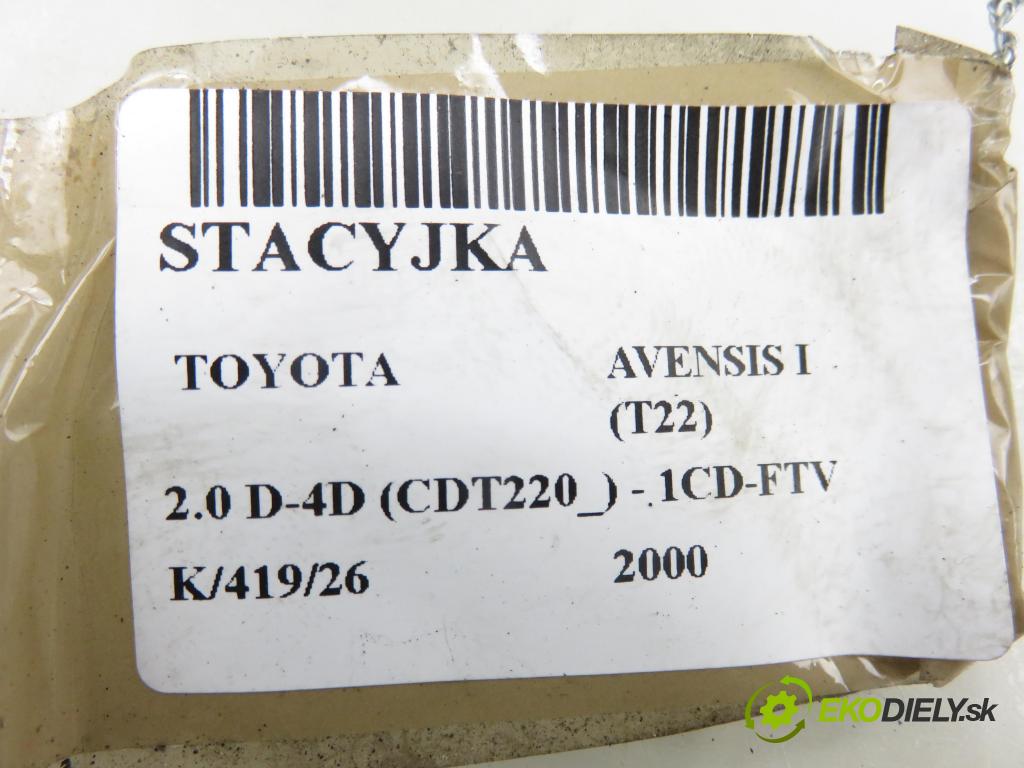 STACYJKA
TOYOTA
AVENSIS I
(T22)
2.0 D-4D (CDT220_) - 1CD-FTV
K/419/26
2000
EKODIELY.sk